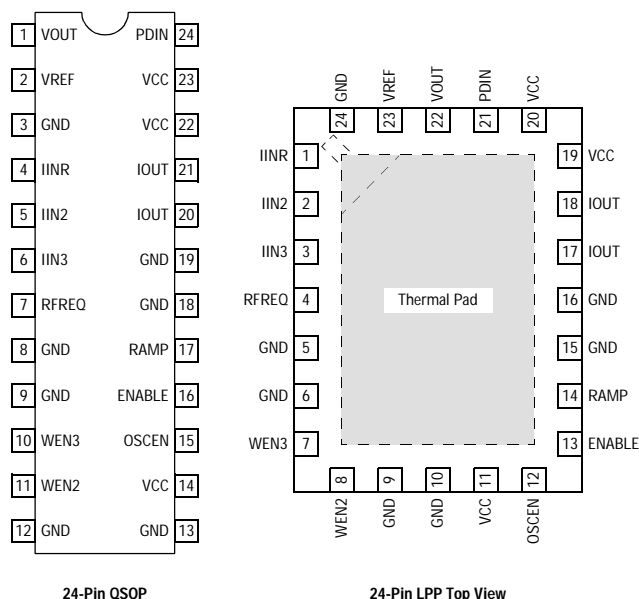 1 VOUT PDIN 24
2 VREF VCC 23
3 GND VCC 22
4 IINR IOUT 21
5 IIN2 IOUT 20
6 IIN3 GND 19
7 RFREQ GND 18
8 GND RAMP 17
9 GND ENABLE 16
10 WEN3 OSCEN 15
11 WEN2 VCC 14
12 GND GND 13
24-Pin QSOP
GND VREF VOUT PDIN VCC
24 23 22 21 20
IINR 1 19 VCC
IIN2 2 18 IOUT
IIN3 3 17 IOUT
RFREQ 4 Thermal Pad 16 GND
GND 5 15 GND
GND 6 14 RAMP
WEN3 7 13 ENABLE
8 9 10 11 12
WEN2 GND GND VCC OSCEN
24-Pin LPP Top View